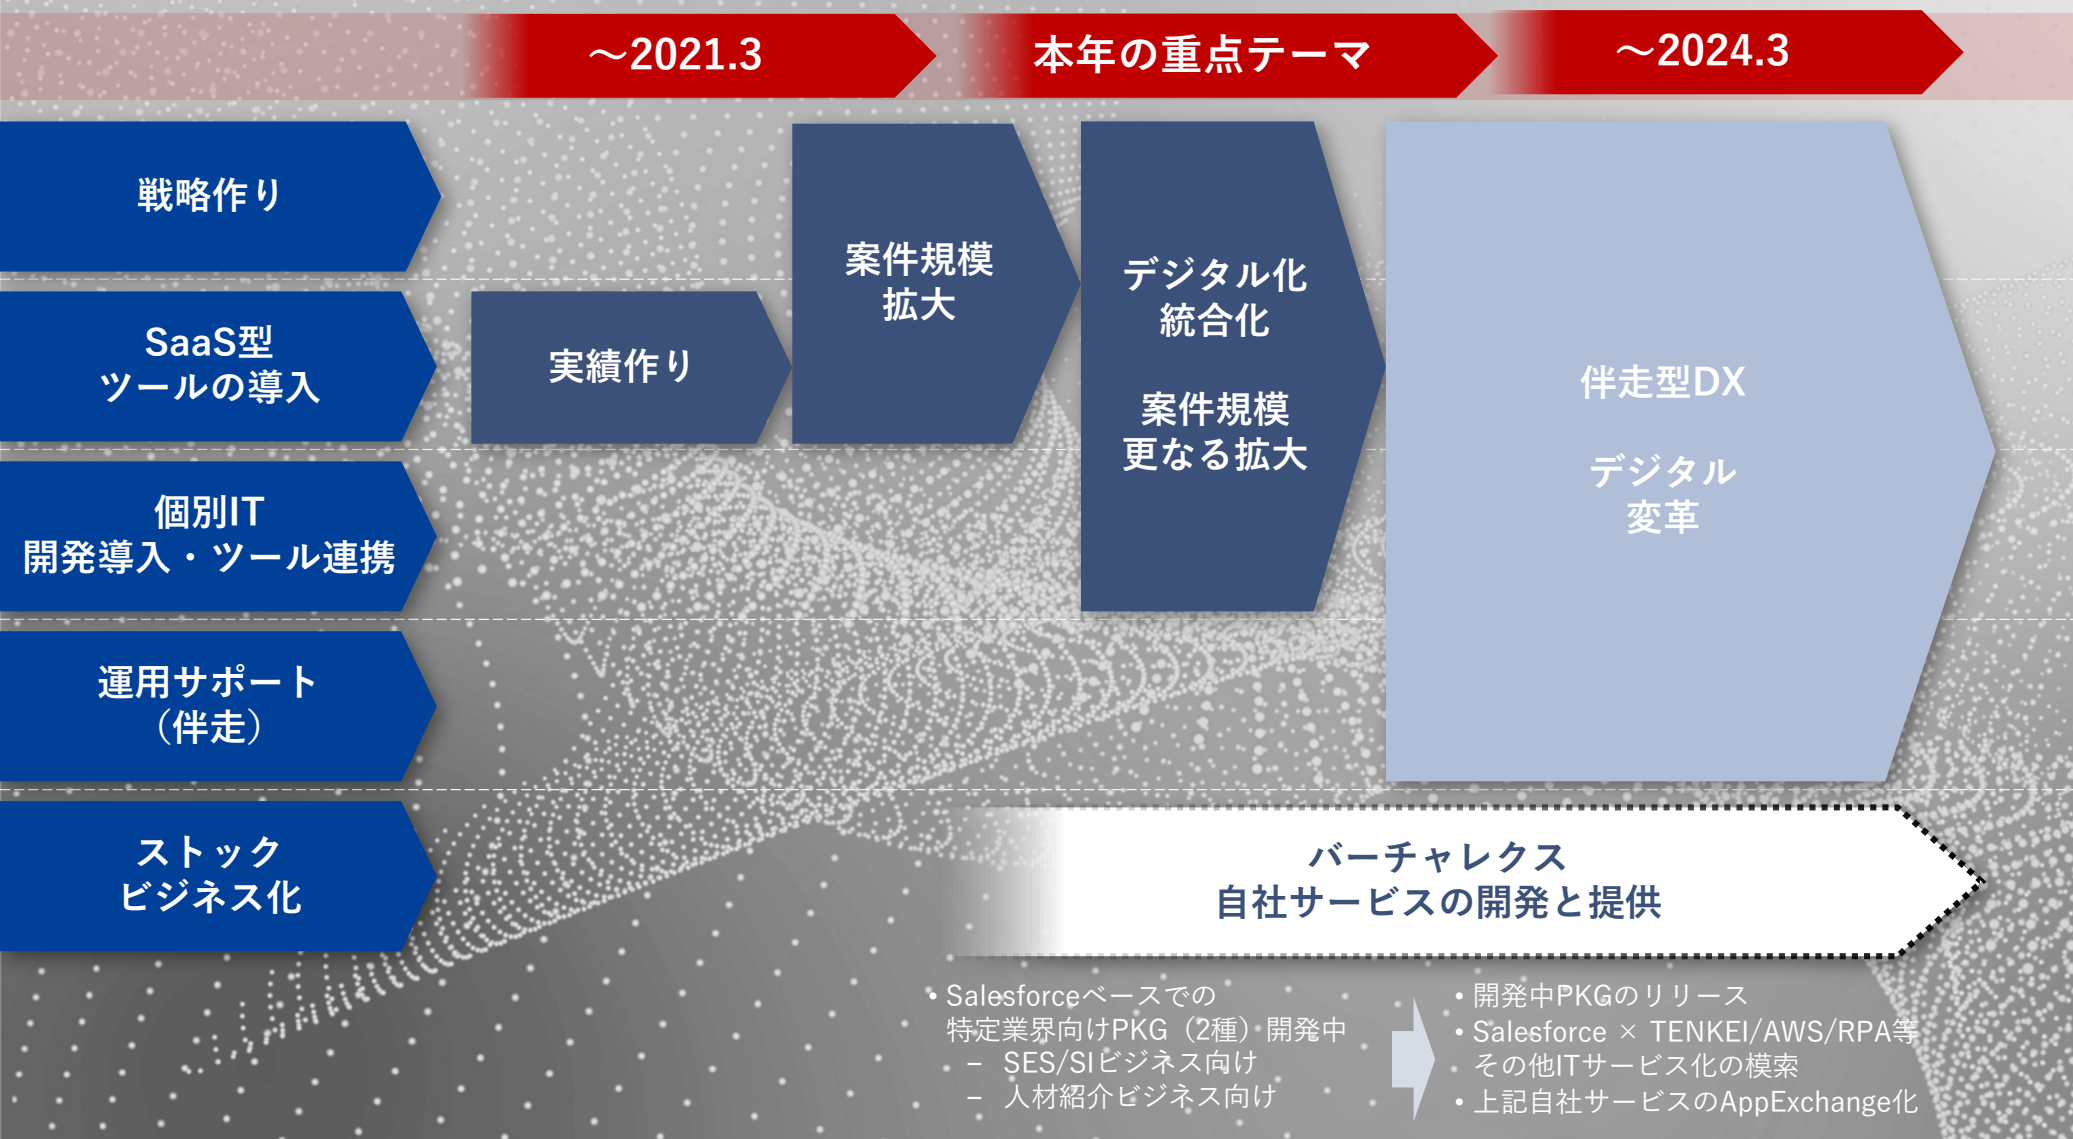 ～2021.3
本年の重点テーマ
～2024.3
戦略作り
SaaS型
ツールの導入
個別IT
開発導入・ツール連携
運用サポート
（伴走）
ストック
ビジネス化
実績作り
案件規模
拡大
デジタル化
統合化
案件規模
更なる拡大
伴走型DX
デジタル
変革
バーチャレクス
自社サービスの開発と提供
• Salesforceベースでの
特定業界向けPKG（2種）開発中
– SES/SIビジネス向け
– 人材紹介ビジネス向け
• 開発中PKGのリリース
• Salesforce × TENKEI/AWS/RPA等
その他ITサービス化の模索
• 上記自社サービスのAppExchange化